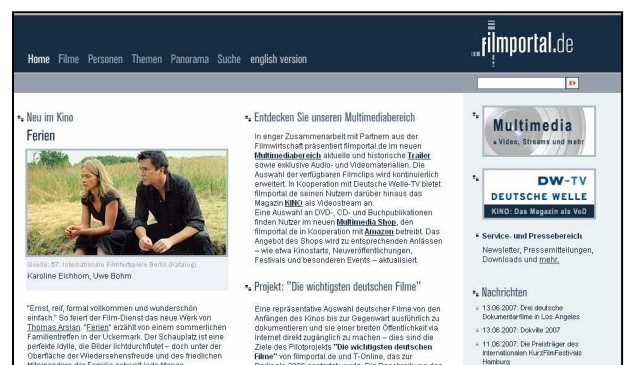 filmportal.de
Home Filme Personen Themen Panorama Suche english version
Neu im Kino
Ferien
Quelle: 57. Internationale Filmfestspiele Berlin (Katalog)
Karoline Eichhorn, Uwe Bohm
"Ernst, reif, formal vollkommen und wunderschön
einfach." So feiert der Film-Dienst das neue Werk von
Thomas Arslan. "Ferien" erzählt von einem sommerlichen
Familientreffen in der Uckermark. Der Schauplatz ist eine
perfekte Idylle, die Bilder lichtdurchflutet – doch unter der
Oberfläche der Wiedersehensfreude und des friedlichen
Entdecken Sie unseren Multimediabereich
In enger Zusammenarbeit mit Partnern aus der
Filmwirtschaft präsentiert filmportal.de im neuen
Multimediabereich aktuelle und historische Trailer
sowie exklusive Audio- und Videomaterialien. Die
Auswahl der verfügbaren Filmclips wird kontinuierlich
erweitert. In Kooperation mit Deutsche Welle-TV bietet
filmportal.de seinen Nutzern darüber hinaus das
Magazin KINO als Videostream an.
Eine Auswahl an DVD-, CD- und Buchpublikationen
finden Nutzer im neuen Multimedia Shop, den
filmportal.de in Kooperation mit Amazon betreibt. Das
Angebot des Shops wird zu entsprechenden Anlässen
– wie etwa Kinostarts, Neuveröffentlichungen,
Festivals und besonderen Events – aktualisiert.
Projekt: "Die wichtigsten deutschen Filme"
Eine repräsentative Auswahl deutscher Filme von den
Anfängen des Kinos bis zur Gegenwart ausführlich zu
dokumentieren und sie einer breiten Öffentlichkeit via
Internet direkt zugänglich zu machen – dies sind die
Ziele des Pilotprojekts "Die wichtigsten deutschen
Filme" von filmportal.de und T-Online, das zur
Multimedia
Video, Streams und mehr
DW-TV
DEUTSCHE WELLE
KINO: Das Magazin als VoD
Service- und Pressebereich
Newsletter, Pressemitteilungen,
Downloads und mehr.
Nachrichten
13.06.2007: Drei deutsche
Dokumentarfilme in Los Angeles
13.06.2007: Dokville 2007
11.06.2007: Die Preisträger des
Internationalen KurzFilmFestivals
Hamburg